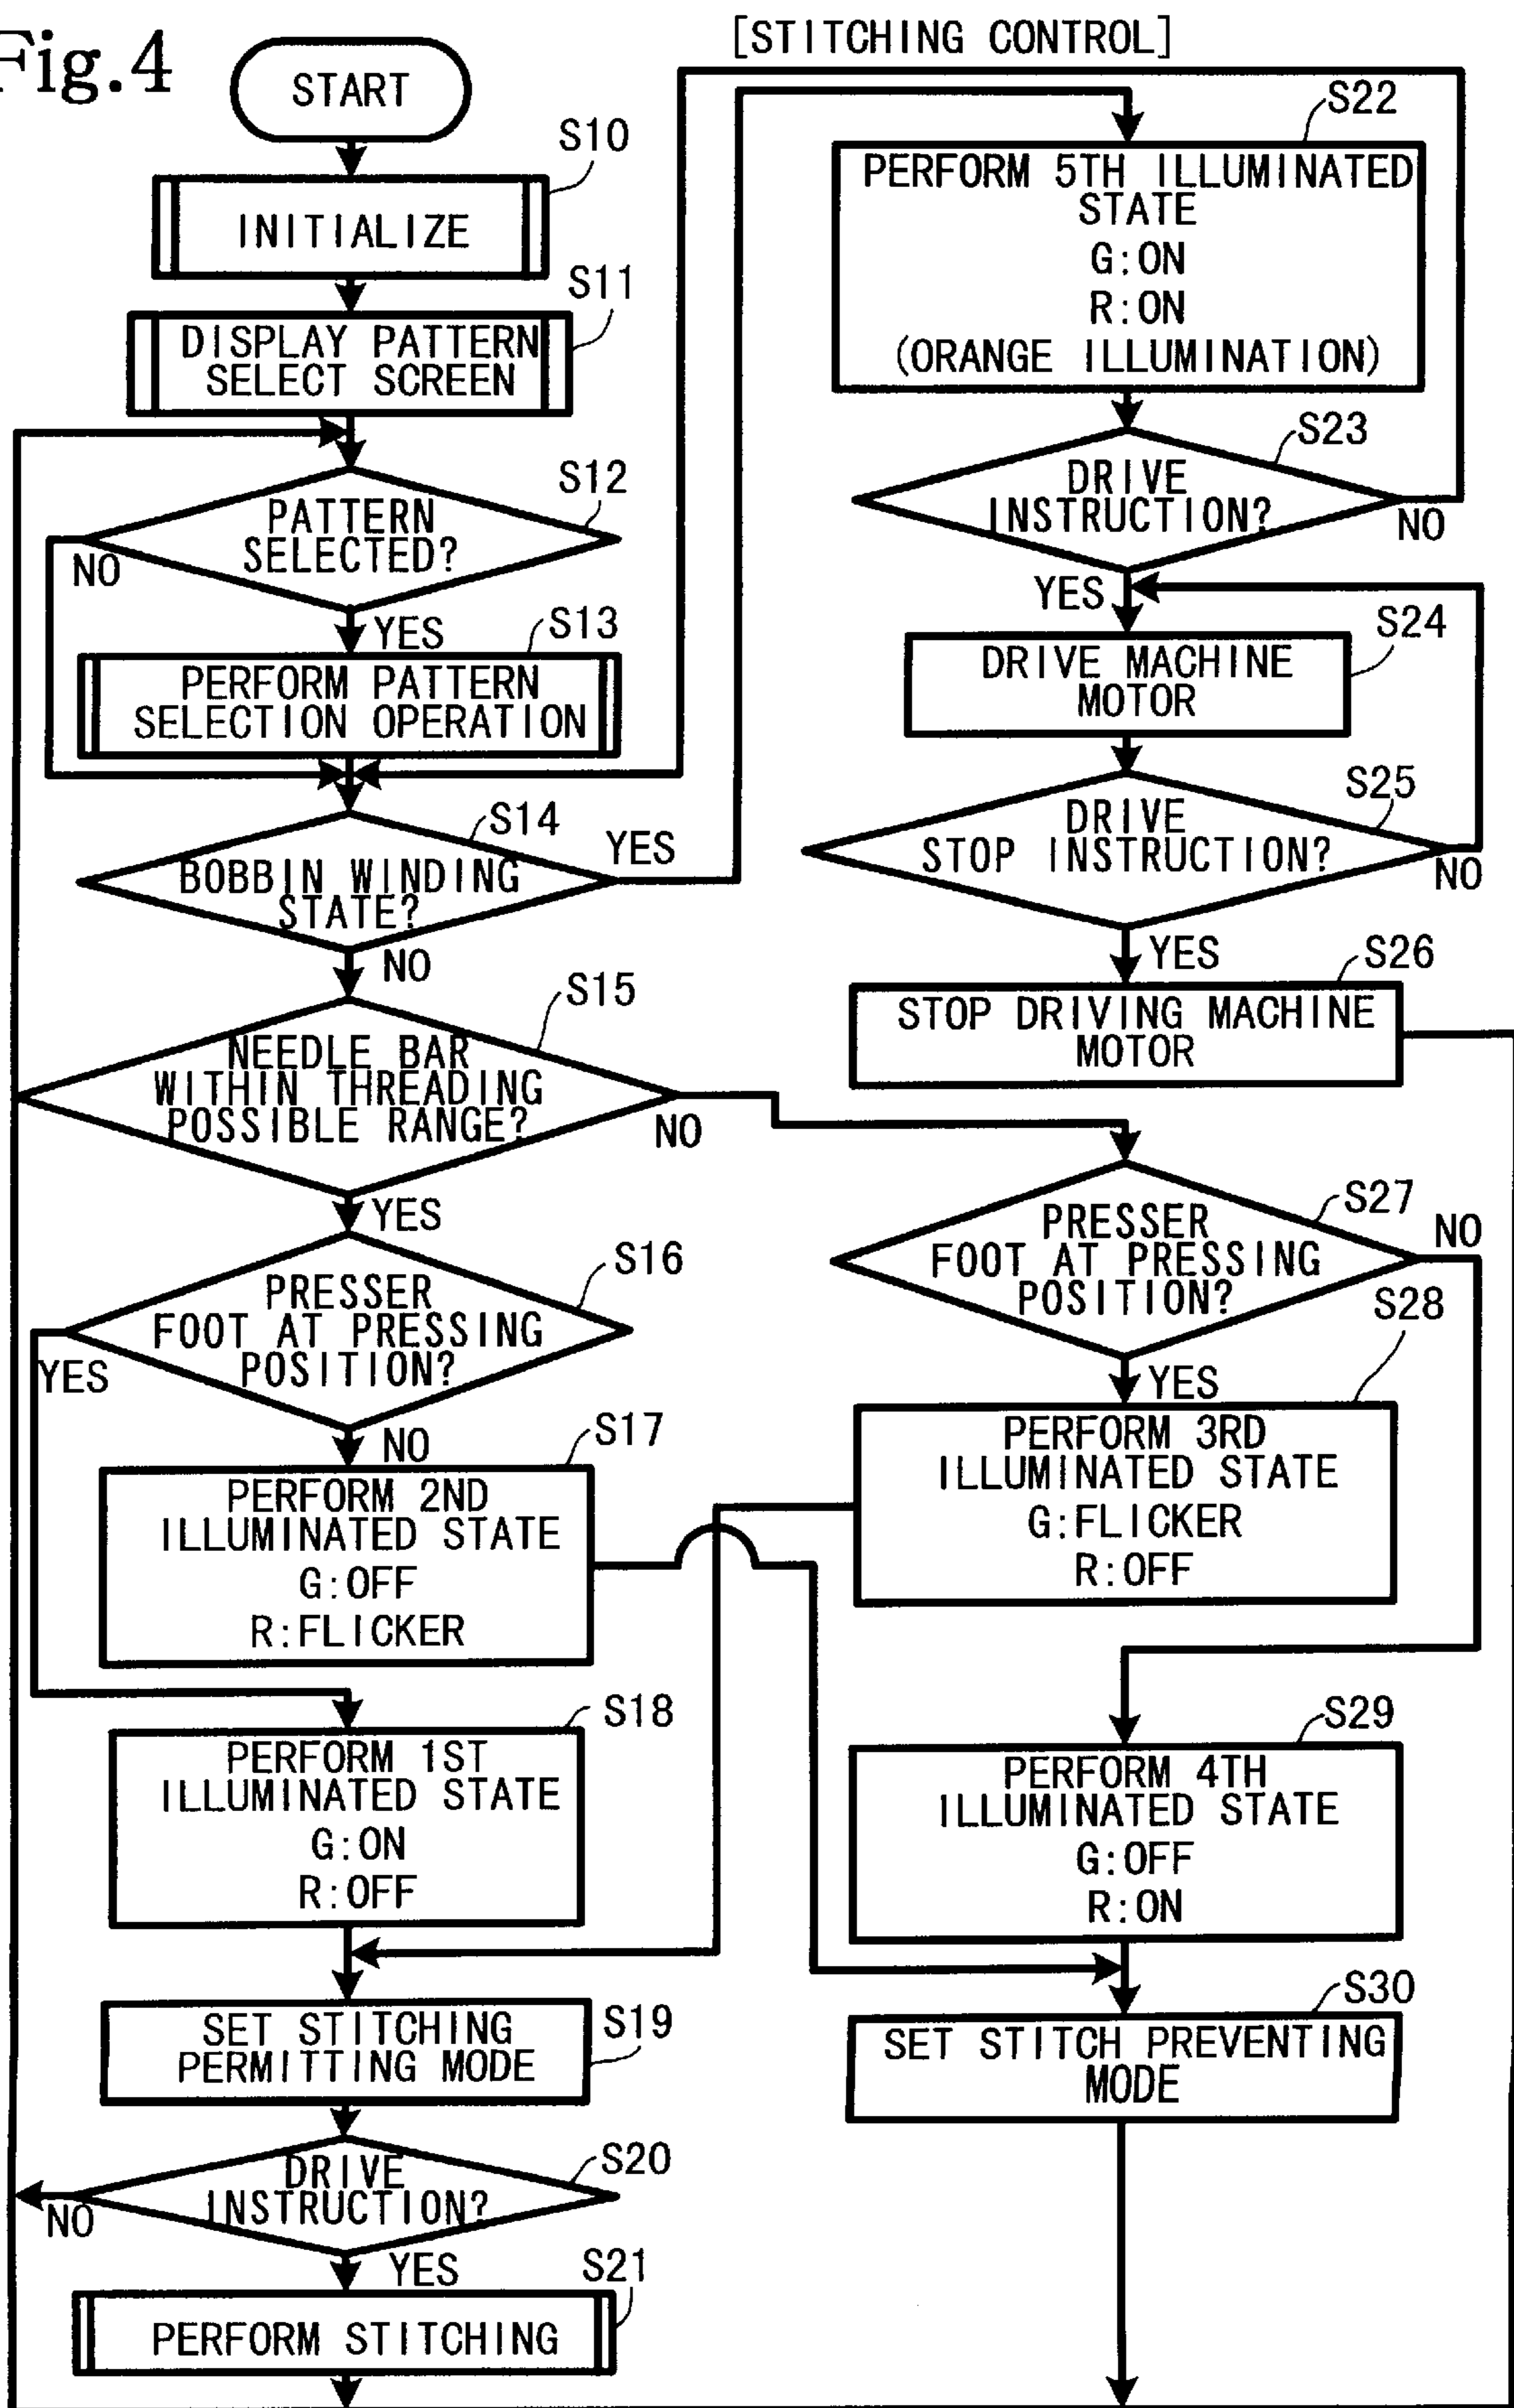 Fig.4
[STITCHING CONTROL]
START
S10
INITIALIZE
S11
DISPLAY PATTERN
SELECT SCREEN
S12
PATTERN
SELECTED?
NO
YES
S13
PERFORM PATTERN
SELECTION OPERATION
S14
BOBBIN WINDING
STATE?
YES
NO
S15
NEEDLE BAR
WITHIN THREADING
POSSIBLE RANGE?
NO
YES
S16
PRESSER
FOOT AT PRESSING
POSITION?
YES
NO
S17
PERFORM 2ND
ILLUMINATED STATE
G:OFF
R:FLICKER
S18
PERFORM 1ST
ILLUMINATED STATE
G:ON
R:OFF
S19
SET STITCHING
PERMITTING MODE
S20
DRIVE
INSTRUCTION?
NO
YES
S21
PERFORM STITCHING
S22
PERFORM 5TH ILLUMINATED
STATE
G:ON
R:ON
(ORANGE ILLUMINATION)
S23
DRIVE
INSTRUCTION?
NO
YES
S24
DRIVE MACHINE
MOTOR
S25
DRIVE
STOP INSTRUCTION?
NO
YES
S26
STOP DRIVING MACHINE
MOTOR
S27
PRESSER
FOOT AT PRESSING
POSITION?
NO
YES
S28
PERFORM 3RD
ILLUMINATED STATE
G:FLICKER
R:OFF
S29
PERFORM 4TH
ILLUMINATED STATE
G:OFF
R:ON
S30
SET STITCH PREVENTING
MODE